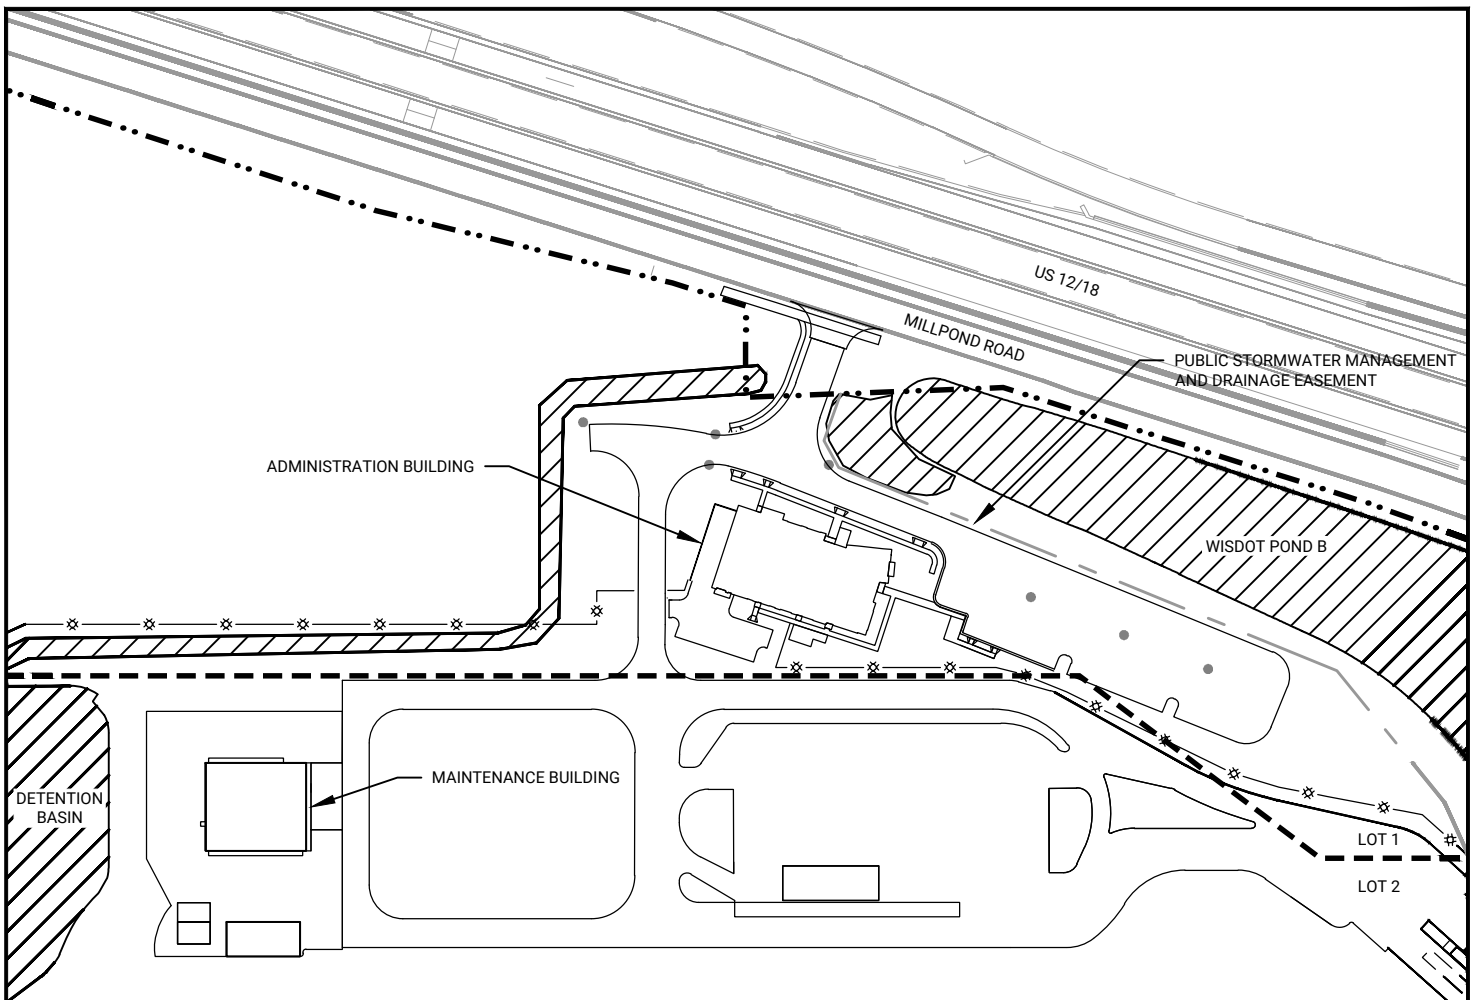 US 12/18
MILLPOND ROAD
PUBLIC STORMWATER MANAGEMENT
AND DRAINAGE EASEMENT
ADMINISTRATION BUILDING
WISDOT POND B
MAINTENANCE BUILDING
DETENTION
BASIN
LOT 1
LOT 2